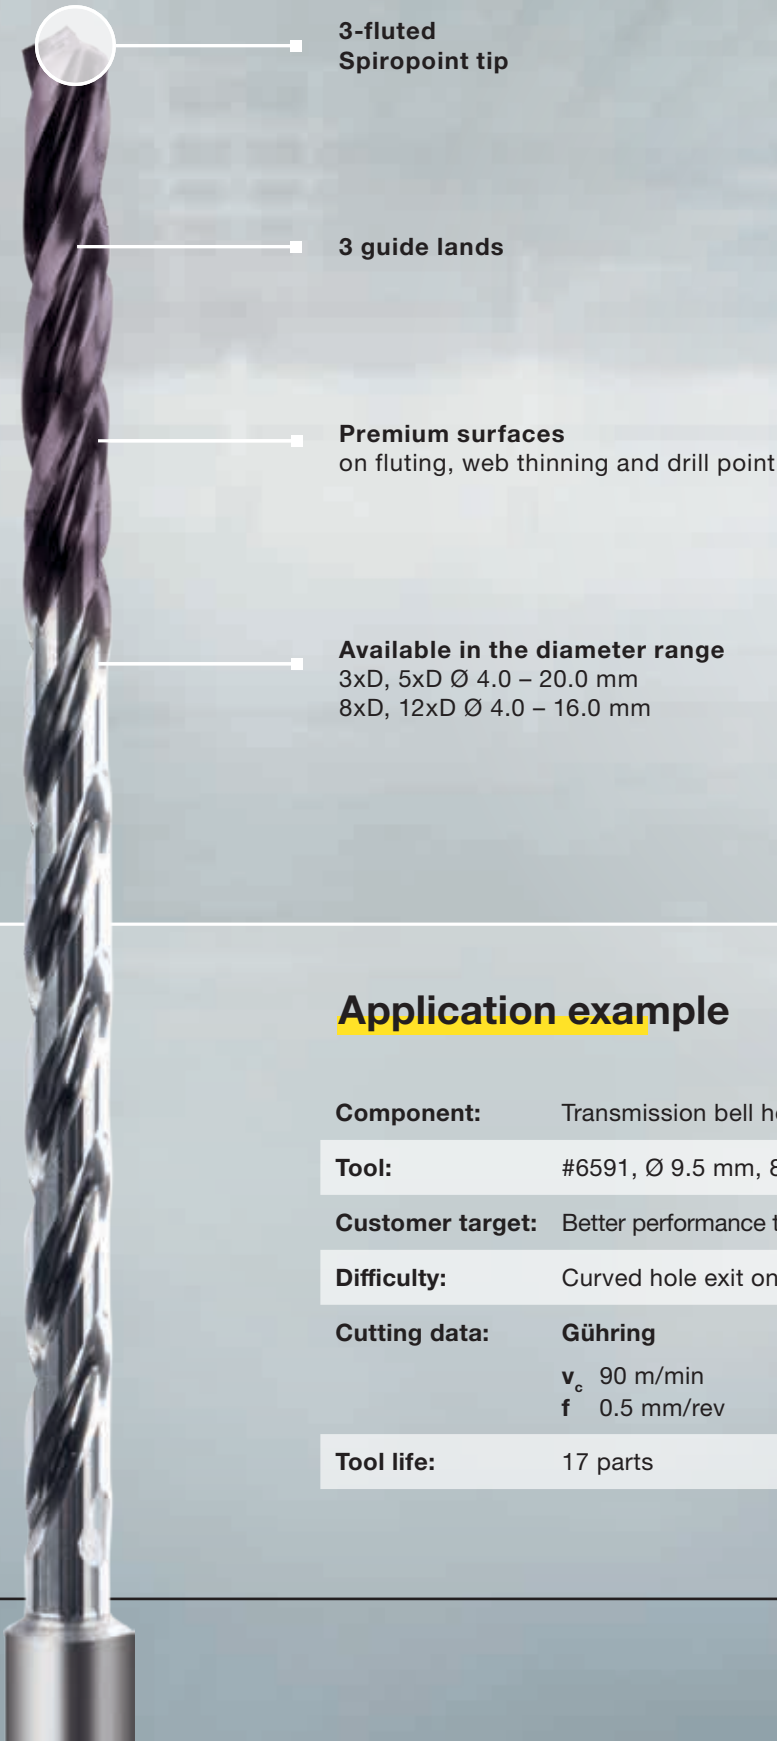 3-fluted
Spiropoint tip
3 guide lands
Premium surfaces
on fluting, web thinning and drill point
Available in the diameter range
3xD, 5xD Ø 4.0 – 20.0 mm
8xD, 12xD Ø 4.0 – 16.0 mm
Application example
Component: Transmission bell
Tool: #6591, Ø 9.5 mm,
Customer target: Better performance
Difficulty: Curved hole exit on
Cutting data: Gühring
vc 90 m/min
f 0.5 mm/rev
Tool life: 17 parts